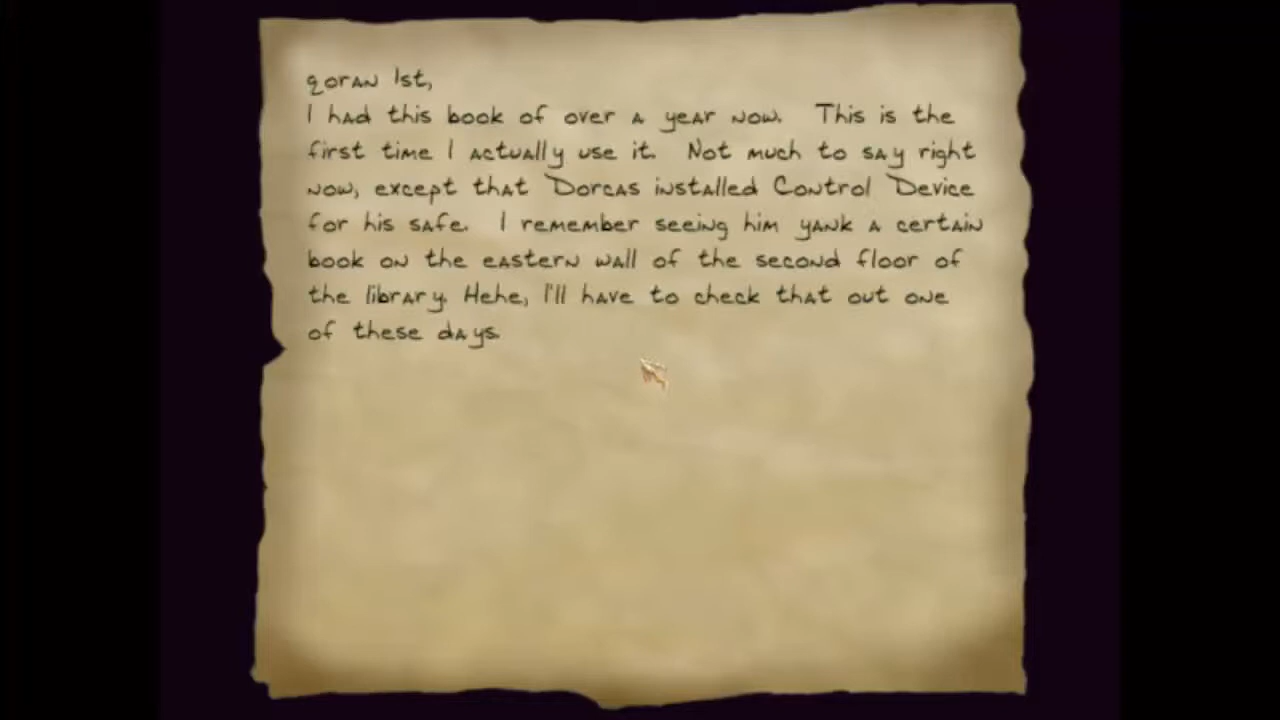 qoran 1st,
I had this book of over a year now. This is the
first time I actually use it. Not much to say right
now, except that Dorcas installed Control Device
for his safe. I remember seeing him yank a certain
book on the eastern wall of the second floor of
the library. Hehe, I'll have to check that out one
of these days.